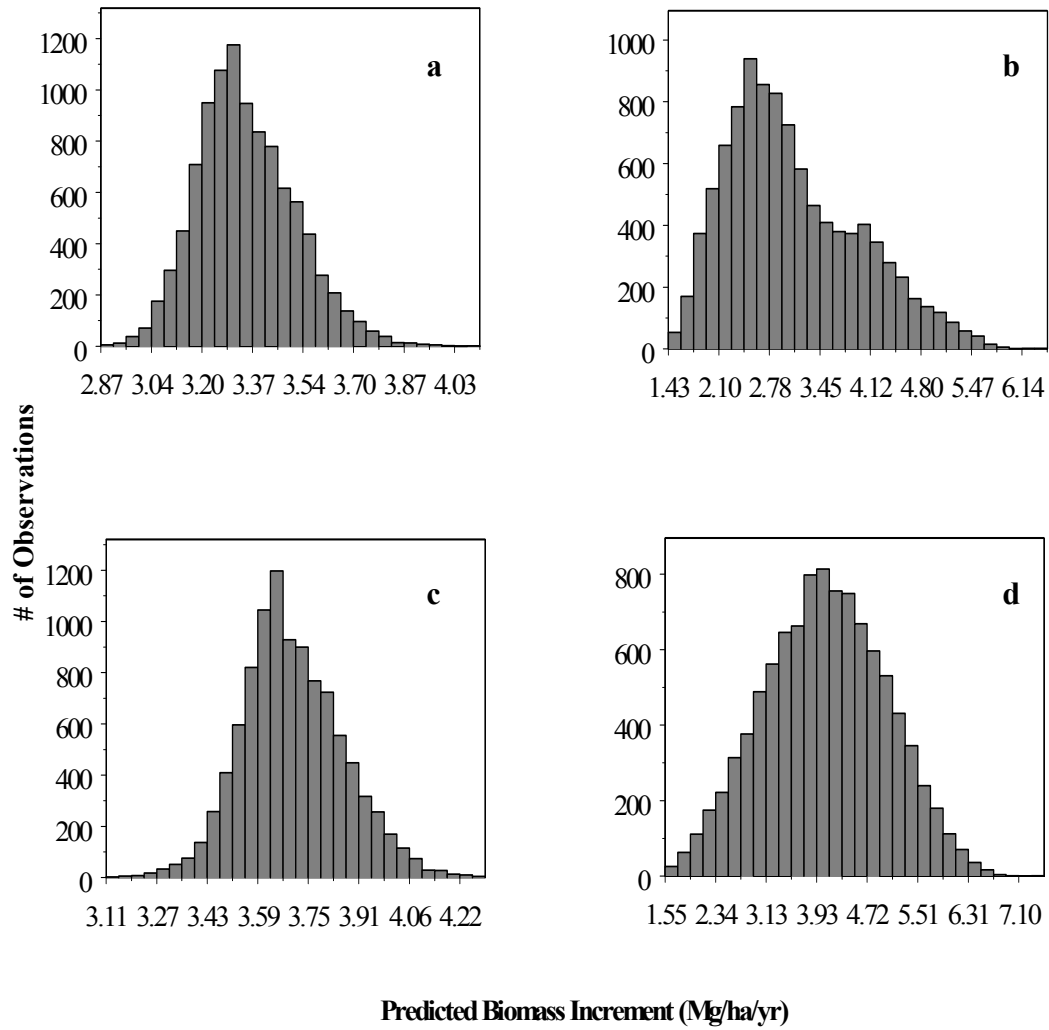 1200
1000
800
600
400
200
0
a
2.87 3.04 3.20 3.37 3.54 3.70 3.87 4.03
1000
800
600
400
200
0
b
1.43 2.10 2.78 3.45 4.12 4.80 5.47 6.14
# of Observations
1200
1000
800
600
400
200
0
c
3.11 3.27 3.43 3.59 3.75 3.91 4.06 4.22
800
600
400
200
0
d
1.55 2.34 3.13 3.93 4.72 5.51 6.31 7.10
Predicted Biomass Increment (Mg/ha/yr)